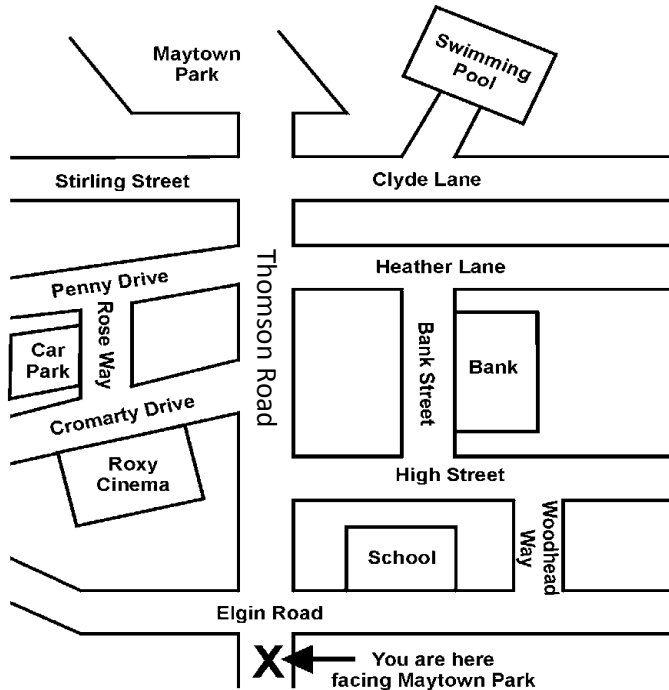 Maytown
Park
Swimming
Pool
Stirling Street
Clyde Lane
Penny Drive
Heather Lane
Thomson Road
Rose Way
Car
Park
Bank Street
Bank
Cromarty Drive
Roxy
Cinema
High Street
School
Woodhead
Way
Elgin Road
X
You are here
facing Maytown Park